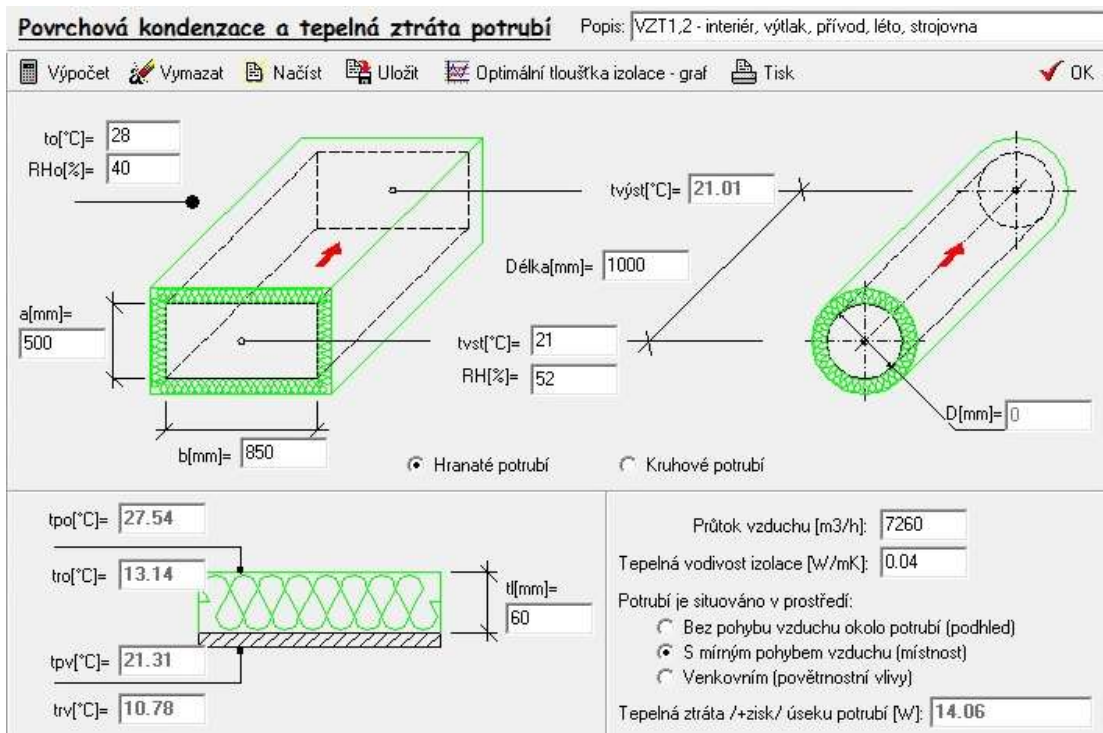 Povrchová kondenzace a tepelná ztráta potrubí
Popis: VZT1,2 - interiér, výtlak, přívod, léto, strojovna
Výpočet Vymazat Načíst Uložit Optimální tloušťka izolace - graf Tisk OK
to[°C]= 28
RHo[%]= 40
tvýst[°C]= 21.01
Délka[mm]= 1000
a[mm]=
500
tvst[°C]= 21
RH[%]= 52
D[mm]= 0
b[mm]= 850
Hranaté potrubí Kruhové potrubí
tpo[°C]= 27.54
tro[°C]= 13.14
tl[mm]=
60
tpv[°C]= 21.31
trv[°C]= 10.78
Průtok vzduchu [m3/h]: 7260
Tepelná vodivost izolace [W/mK]: 0.04
Potrubí je situováno v prostředí:
Bez pohybu vzduchu okolo potrubí (podhled)
S mírným pohybem vzduchu (místnost)
Venkovním (povětrnostní vlivy)
Tepelná ztráta /+zisk/ úseku potrubí [W]: 14.06